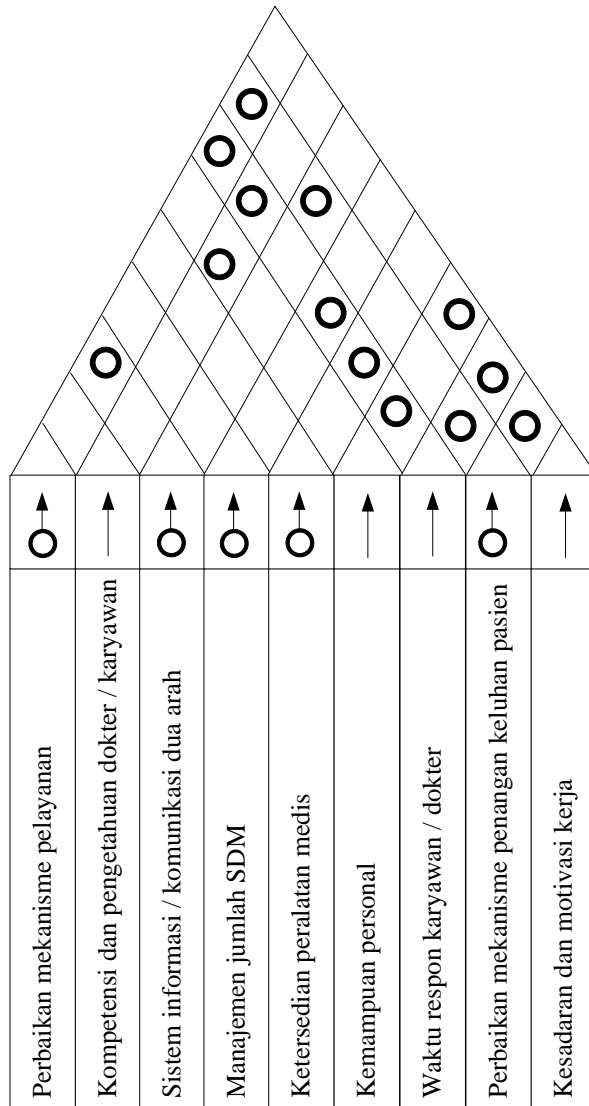 Perbaikan mekanisme pelayanan
Kompetensi dan pengetahuan dokter / karyawan
Sistem informasi / komunikasi dua arah
Manajemen jumlah SDM
Ketersedian peralatan medis
Kemampuan personal
Waktu respon karyawan / dokter
Perbaikan mekanisme penangan keluhan pasien
Kesadaran dan motivasi kerja